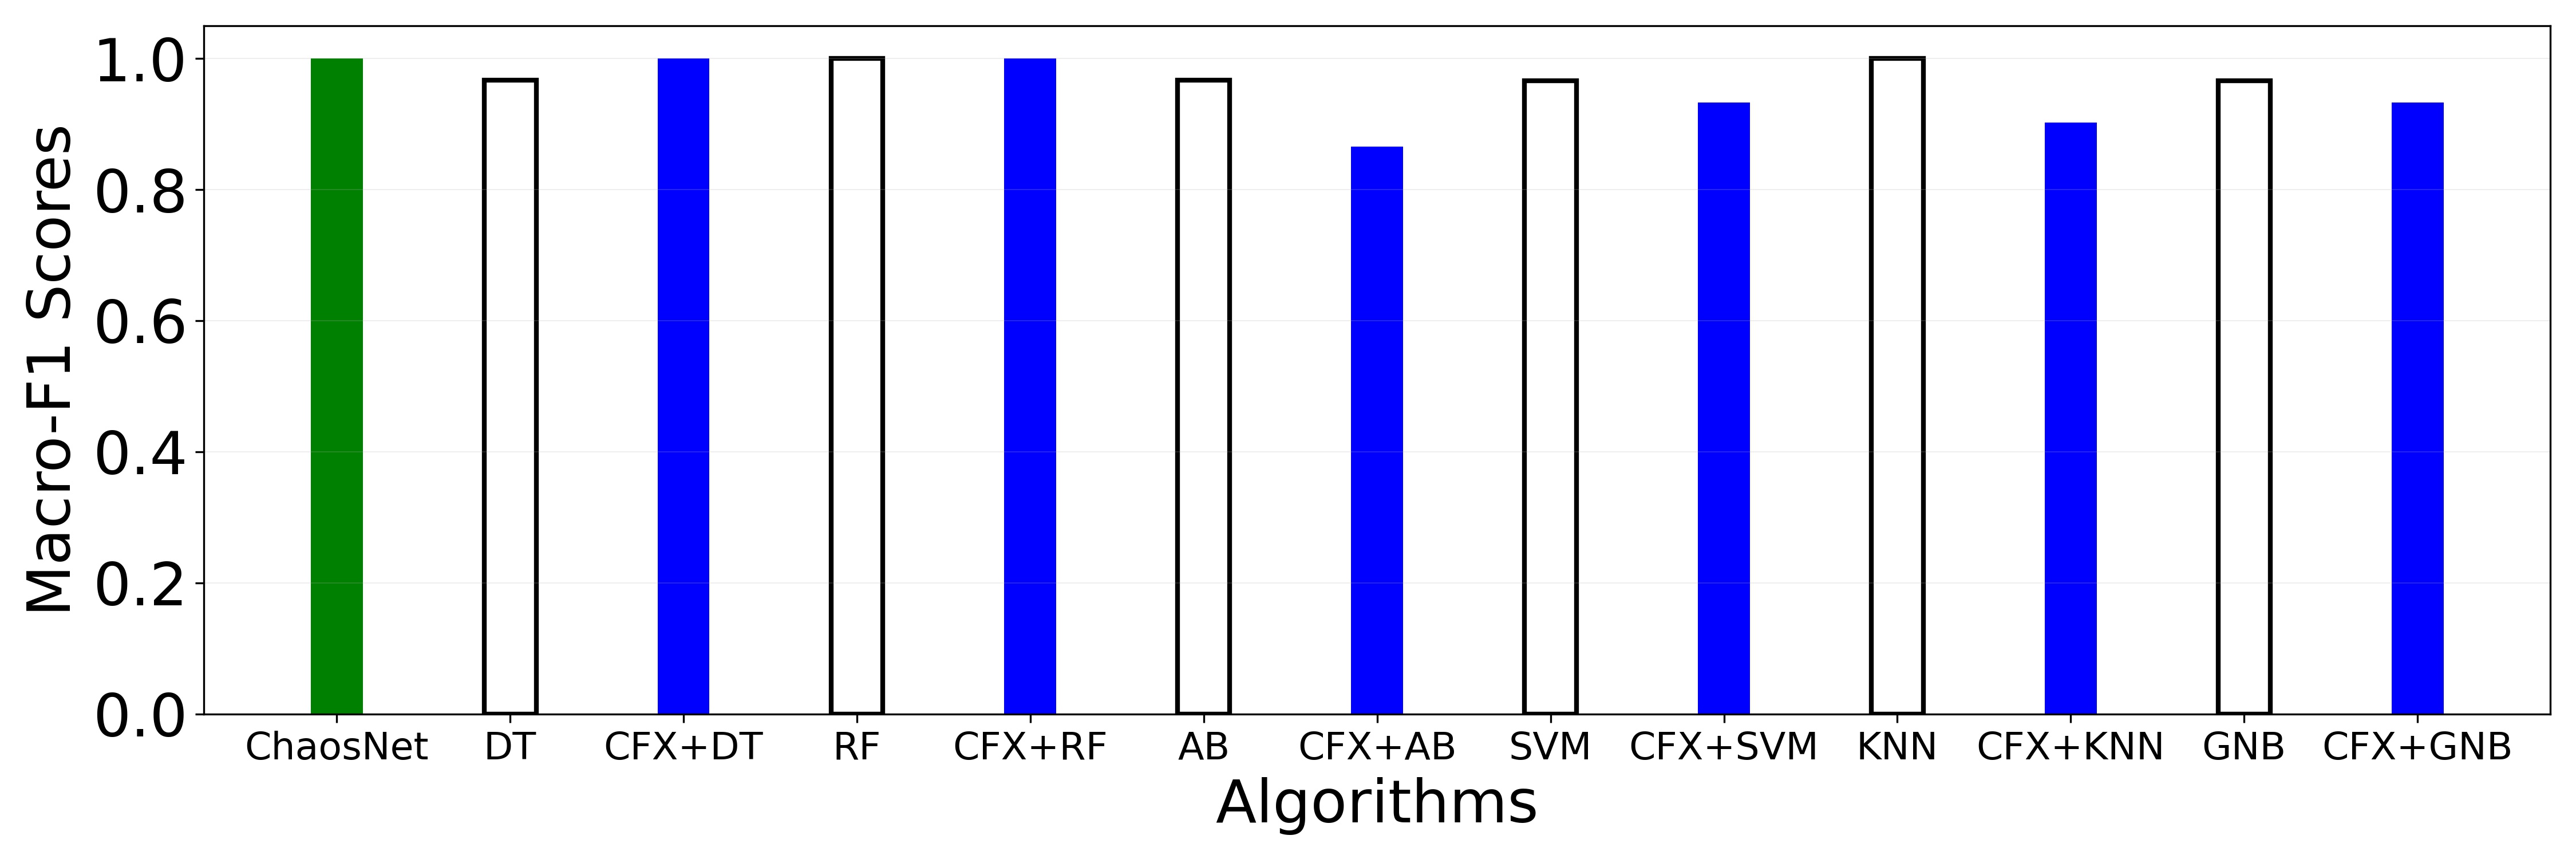 Macro-F1 Scores
1.0
0.8
0.6
0.4
0.2
0.0
ChaosNet DT CFX+DT RF CFX+RF AB CFX+AB SVM CFX+SVM KNN CFX+KNN GNB CFX+GNB
Algorithms